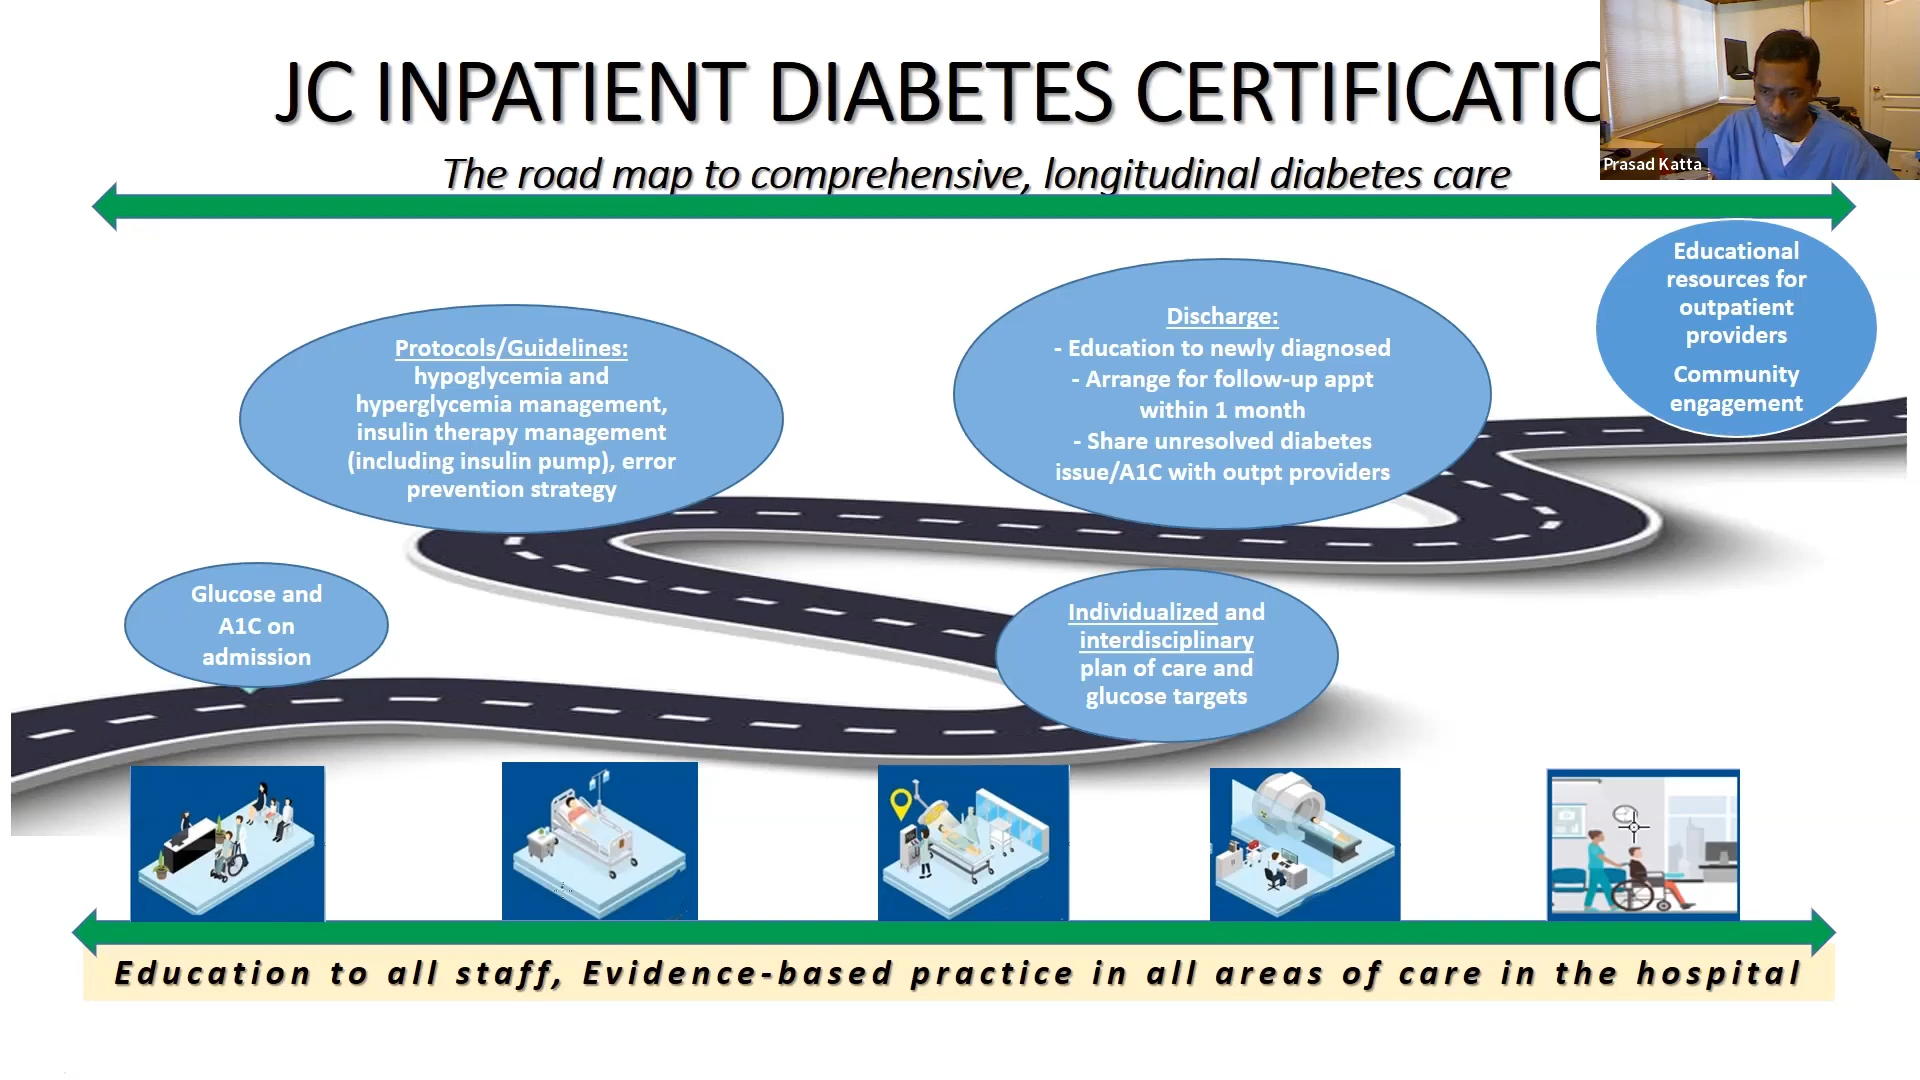 JC INPATIENT DIABETES CERTIFICATIO
The road map to comprehensive, longitudinal diabetes care
Prasad Katta
Educational
resources for
outpatient
providers
Community
engagement
Discharge:
- Education to newly diagnosed
- Arrange for follow-up appt
within 1 month
- Share unresolved diabetes
issue/A1C with outpt providers
Protocols/Guidelines:
hypoglycemia and
hyperglycemia management,
insulin therapy management
(including insulin pump), error
prevention strategy
Glucose and
A1C on
admission
Individualized and
interdisciplinary
plan of care and
glucose targets
Education to all staff, Evidence-based practice in all areas of care in the hospital